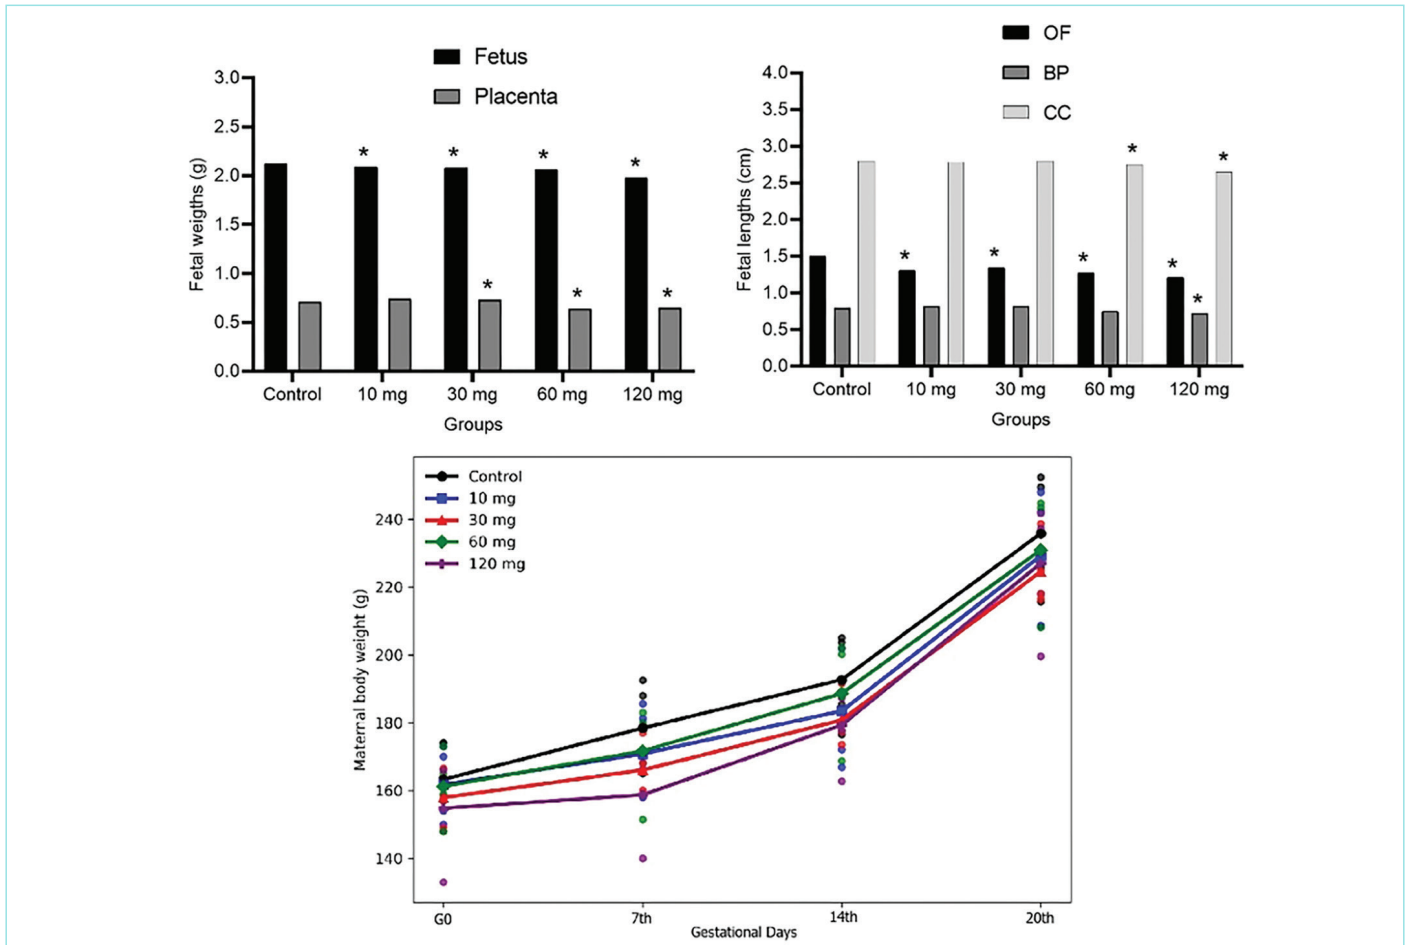 Fetus
Placenta
3.0
2.5
2.0
1.5
1.0
0.5
0.0
Fetal weigths (g)
*
*
*
*
*
*
*
Control
10 mg
30 mg
60 mg
120 mg
Groups
OF
BP
CC
4.0
3.5
3.0
2.5
2.0
1.5
1.0
0.5
0.0
Fetal lengths (cm)
*
*
*
*
*
*
*
Control
10 mg
30 mg
60 mg
120 mg
Groups
Control
10 mg
30 mg
60 mg
120 mg
240
220
200
180
160
140
Maternal body weight (g)
G0
7th
14th
20th
Gestational Days